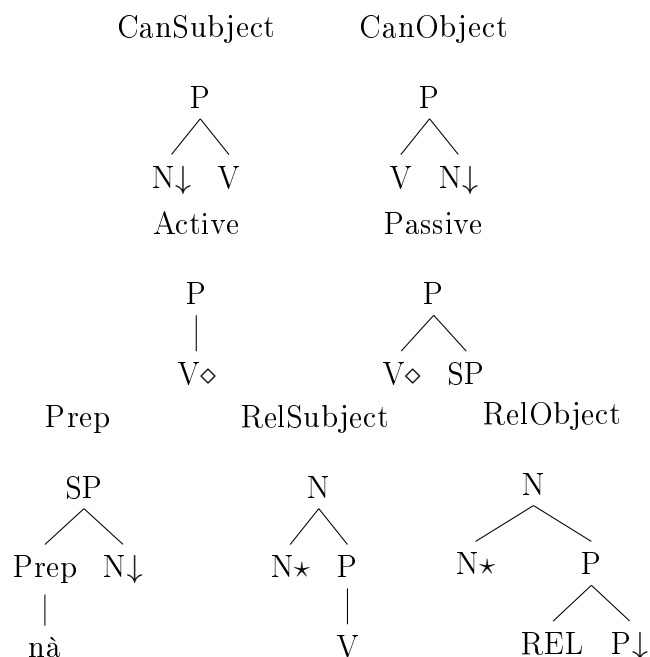 CanSubject CanObject
P P
N↓ V V N↓
Active Passive
P P
V⋄ V⋄ SP
Prep RelSubject RelObject
SP N N
Prep N↓ N⋆ P N⋆ P
nà V REL P↓